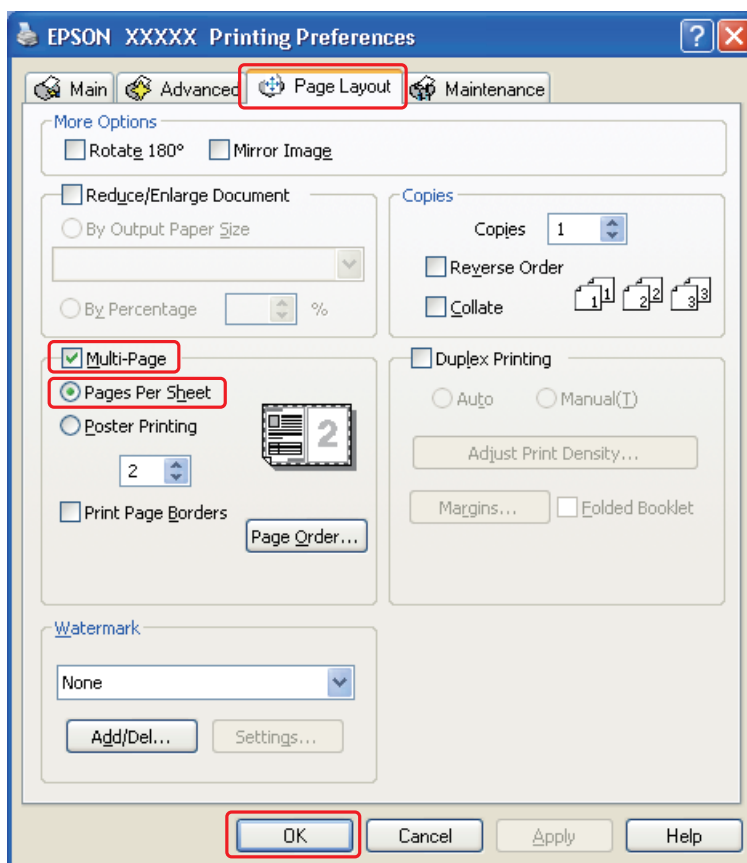 EPSON XXXXX Printing Preferences
Main
Advanced
Page Layout
Maintenance
More Options
Rotate 180°
Mirror Image
Reduce/Enlarge Document
By Output Paper Size
By Percentage
%
Copies
Copies
1
Reverse Order
Collate
1 1 2 2 3 3
Multi-Page
Pages Per Sheet
Poster Printing
2
2
Print Page Borders
Page Order...
Duplex Printing
Auto
Manual(T)
Adjust Print Density...
Margins...
Folded Booklet
Watermark
None
Add/Del...
Settings...
OK
Cancel
Apply
Help